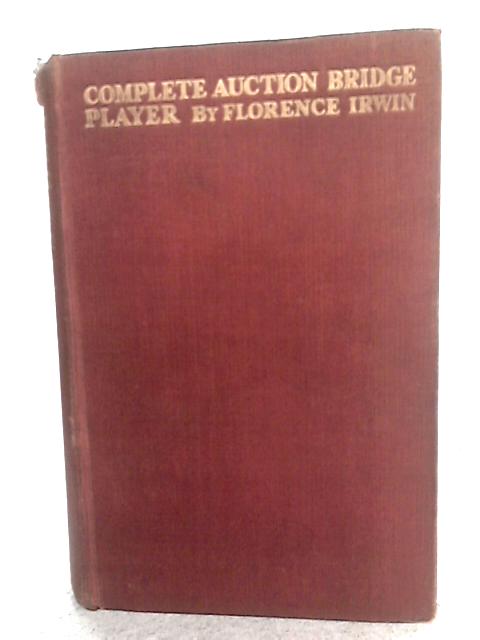 COMPLETE AUCTION BRIDGE
PLAYER BY FLORENCE IRWIN